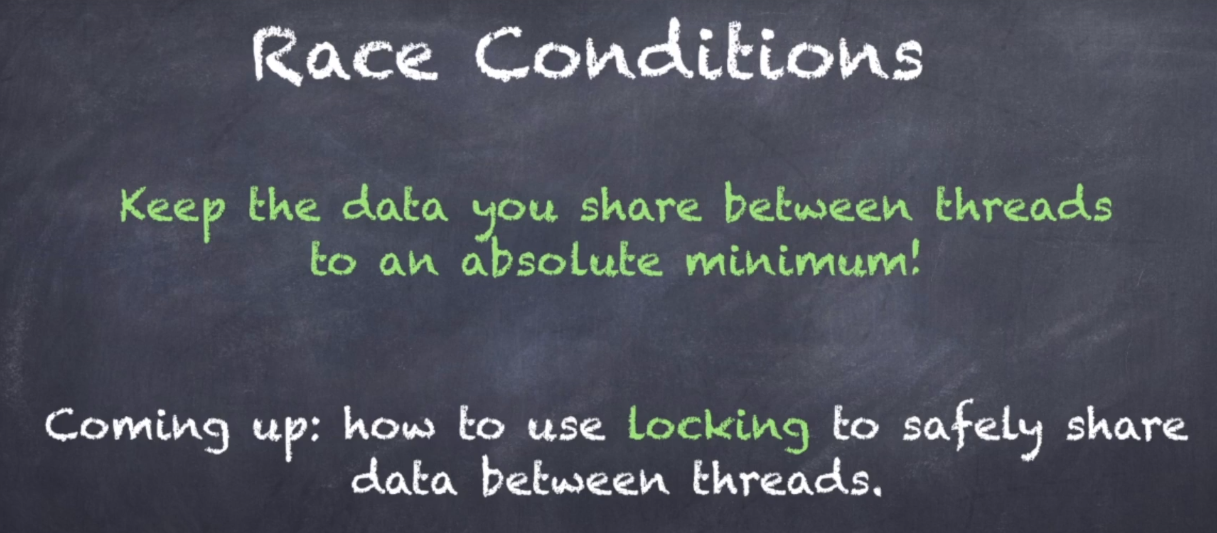 Race Conditions
Keep the data you share between threads
to an absolute minimum!
Coming up: how to use locking to safely share
data between threads.